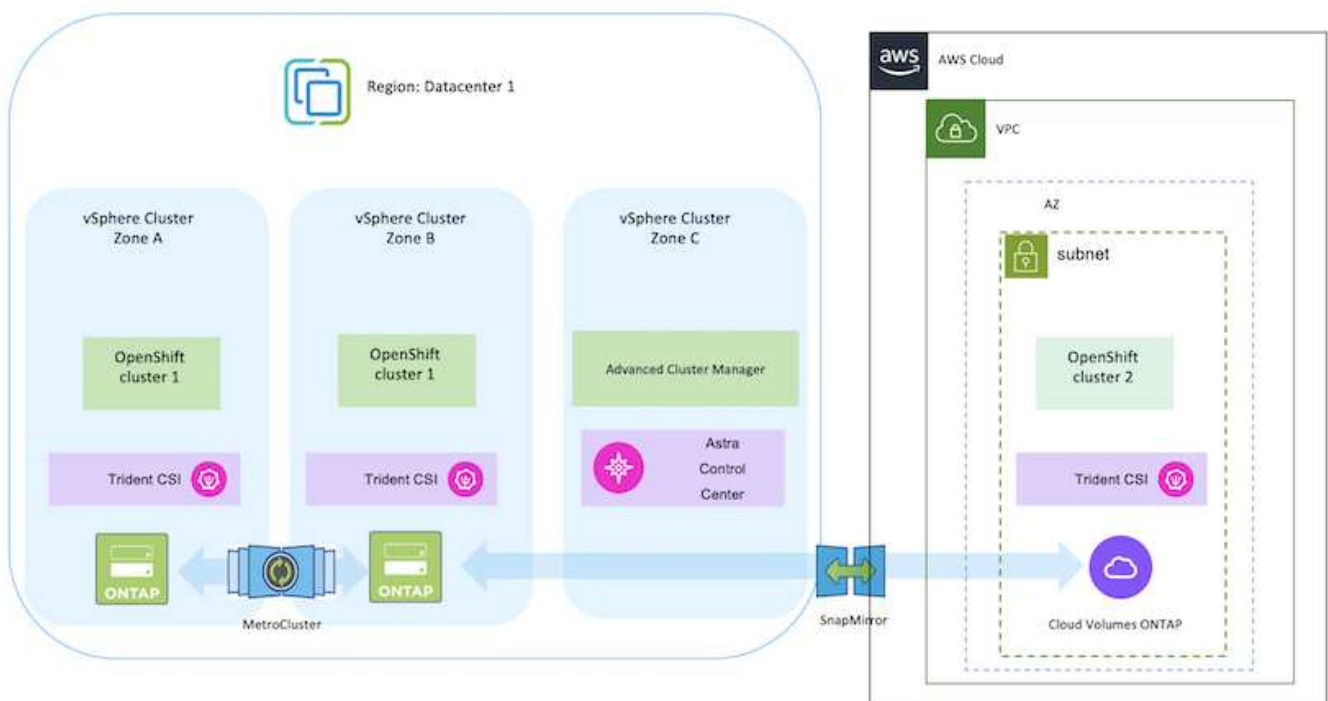 Region: Datacenter 1
vSphere Cluster
Zone A
vSphere Cluster
Zone B
vSphere Cluster
Zone C
OpenShift
cluster 1
OpenShift
cluster 1
Advanced Cluster Manager
Trident CSI
Trident CSI
Astra
Control
Center
ONTAP
ONTAP
MetroCluster
SnapMirror
aws
AWS Cloud
VPC
AZ
subnet
OpenShift
cluster 2
Trident CSI
Cloud Volumes ONTAP